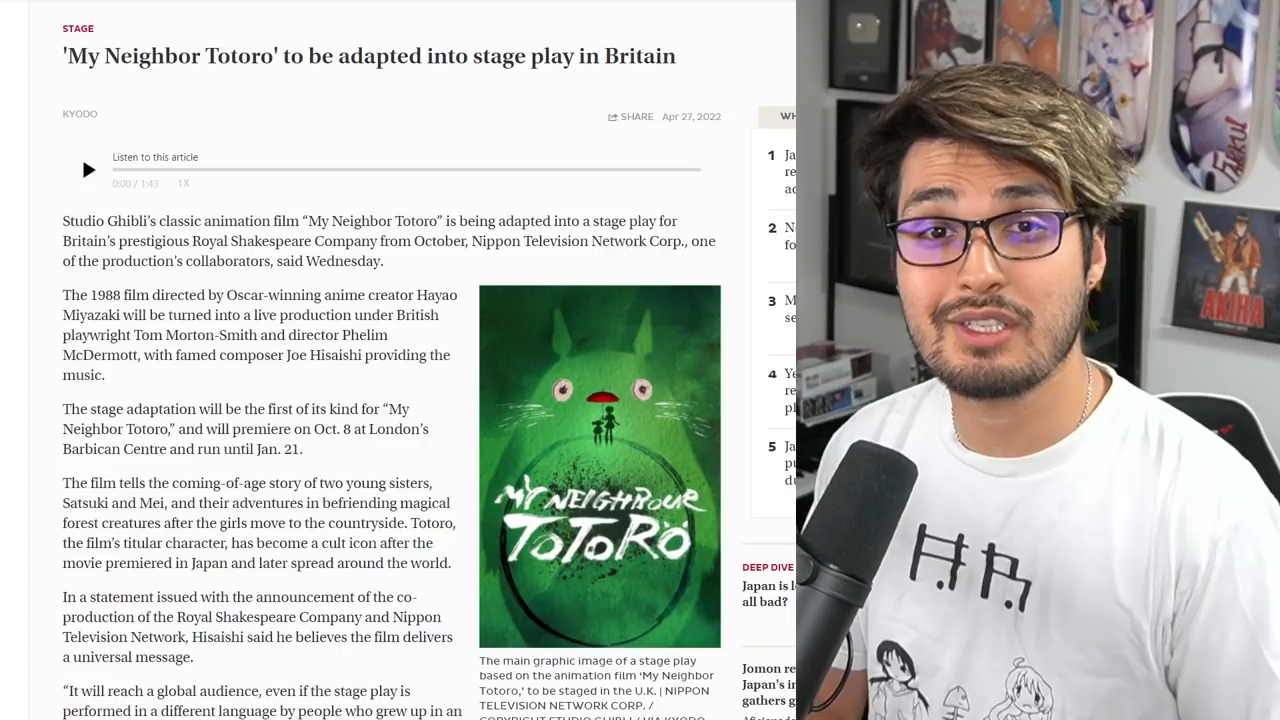 STAGE
'My Neighbor Totoro' to be adapted into stage play in Britain
KYODO
SHARE Apr 27, 2022
Listen to this article
0:00 / 1:43 1X
Studio Ghibli's classic animation film “My Neighbor Totoro” is being adapted into a stage play for
Britain's prestigious Royal Shakespeare Company from October, Nippon Television Network Corp., one
of the production's collaborators, said Wednesday.
The 1988 film directed by Oscar-winning anime creator Hayao
Miyazaki will be turned into a live production under British
playwright Tom Morton-Smith and director Phelim
McDermott, with famed composer Joe Hisaishi providing the
music.
The stage adaptation will be the first of its kind for “My
Neighbor Totoro,” and will premiere on Oct. 8 at London's
Barbican Centre and run until Jan. 21.
The film tells the coming-of-age story of two young sisters,
Satsuki and Mei, and their adventures in befriending magical
forest creatures after the girls move to the countryside. Totoro,
the film's titular character, has become a cult icon after the
movie premiered in Japan and later spread around the world.
In a statement issued with the announcement of the co-
production of the Royal Shakespeare Company and Nippon
Television Network, Hisaishi said he believes the film delivers
a universal message.
“It will reach a global audience, even if the stage play is
performed in a different language by people who grew up in an
MY NEIGHBOUR
TOTORO
The main graphic image of a stage play
based on the animation film ‘My Neighbor
Totoro,’ to be staged in the U.K. | NIPPON
TELEVISION NETWORK CORP. /
COPYRIGHT STUDIO GHIBLI / VIA KYODO
1
2
3
4
5
DEEP DIVE
Japan is
all bad?
Jomon
Japan's
gathers
AKIHA